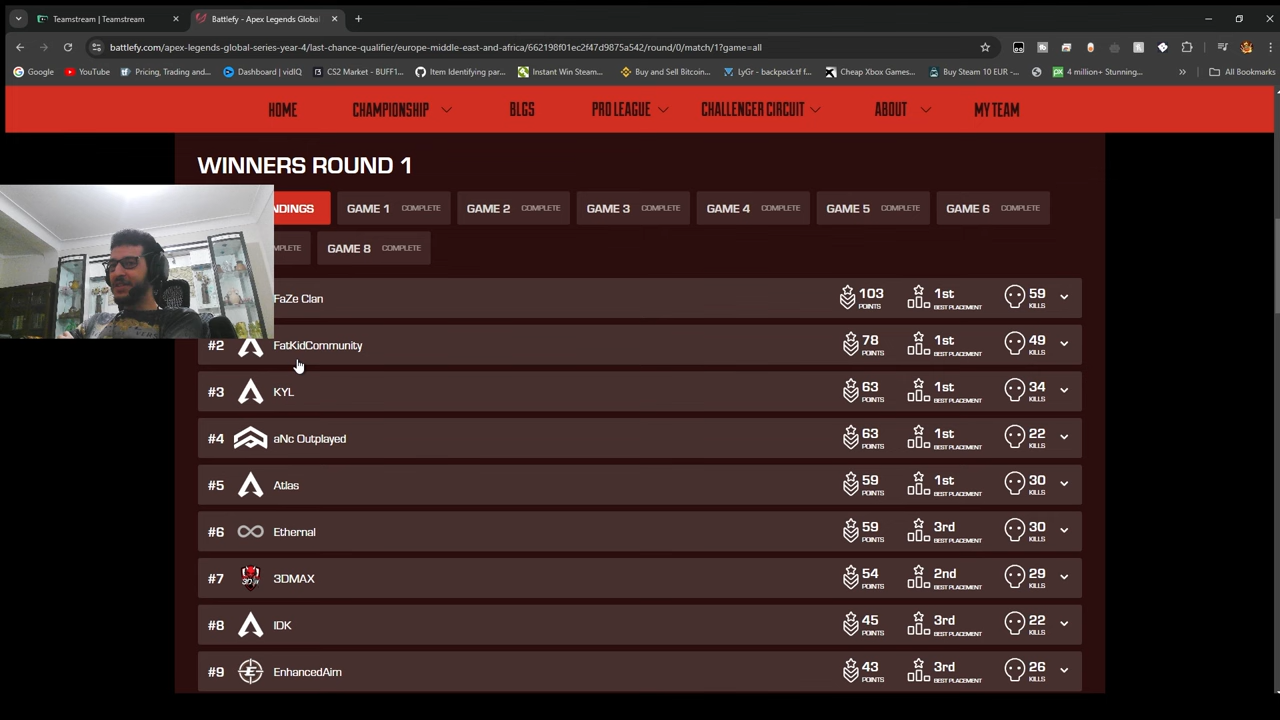 Teamstream | Teamstream
Battlefy - Apex Legends Global
battlefy.com/apex-legends-global-series-year-4/last-chance-qualifier/europe-middle-east-and-africa/662198f01ec2f47d9875a542/round/0/match/1?game=all
Google YouTube Pricing, Trading and... Dashboard | vidIQ CS2 Market - BUFF1... Item Identifying par... Instant Win Steam... Buy and Sell Bitcoin... LyGr - backpack.tf f... Cheap Xbox Games... Buy Steam 10 EUR -... px 4 million+ Stunning... » All Bookmarks
HOME CHAMPIONSHIP BLGS PRO LEAGUE CHALLENGER CIRCUIT ABOUT MY TEAM
WINNERS ROUND 1
NDINGS GAME 1 COMPLETE GAME 2 COMPLETE GAME 3 COMPLETE GAME 4 COMPLETE GAME 5 COMPLETE GAME 6 COMPLETE
MPLETE GAME 8 COMPLETE
FaZe Clan 103 POINTS 1st BEST PLACEMENT 59 KILLS
#2 FatKidCommunity 78 POINTS 1st BEST PLACEMENT 49 KILLS
#3 KYL 63 POINTS 1st BEST PLACEMENT 34 KILLS
#4 aNc Outplayed 63 POINTS 1st BEST PLACEMENT 22 KILLS
#5 Atlas 59 POINTS 1st BEST PLACEMENT 30 KILLS
#6 Ethernal 59 POINTS 3rd BEST PLACEMENT 30 KILLS
#7 3DMAX 54 POINTS 2nd BEST PLACEMENT 29 KILLS
#8 IDK 45 POINTS 3rd BEST PLACEMENT 22 KILLS
#9 EnhancedAim 43 POINTS 3rd BEST PLACEMENT 26 KILLS